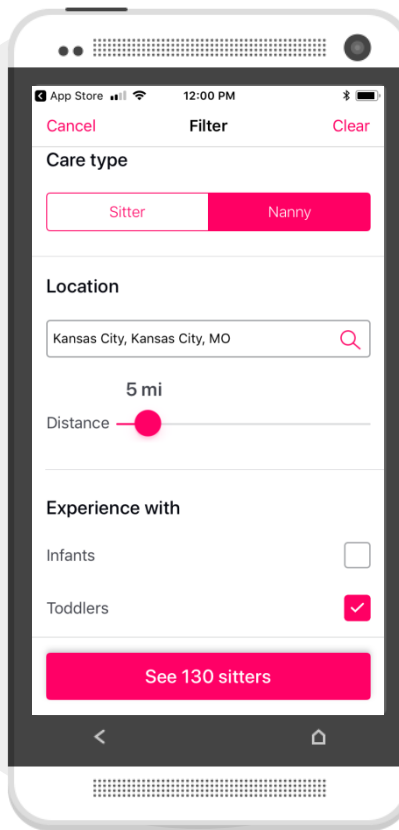 App Store 12:00 PM
Cancel Filter Clear
Care type
Sitter Nanny
Location
Kansas City, Kansas City, MO
5 mi
Distance
Experience with
Infants
Toddlers
See 130 sitters